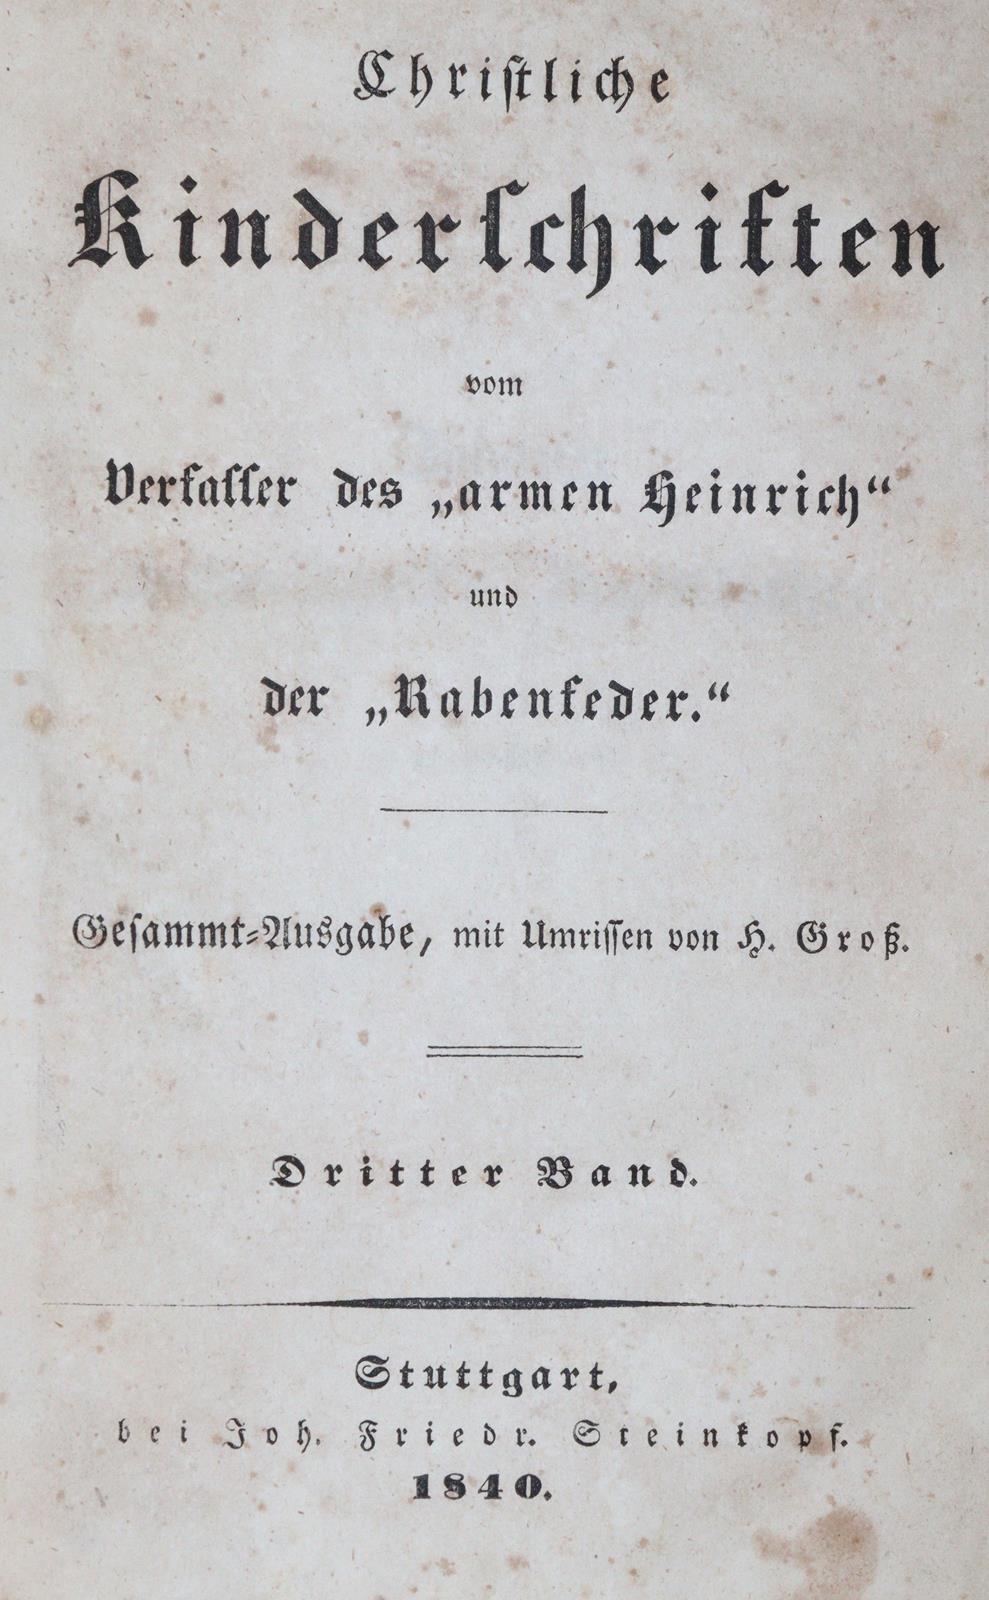 Christliche
Kinderschriften
vom
Verfasser des „armen Heinrich“
und
der „Rabenfeder.“
Gesammt-Ausgabe, mit Umrissen von H. Groß.
Dritter Band.
Stuttgart,
bei Joh. Friedr. Steinkopf.
1840.